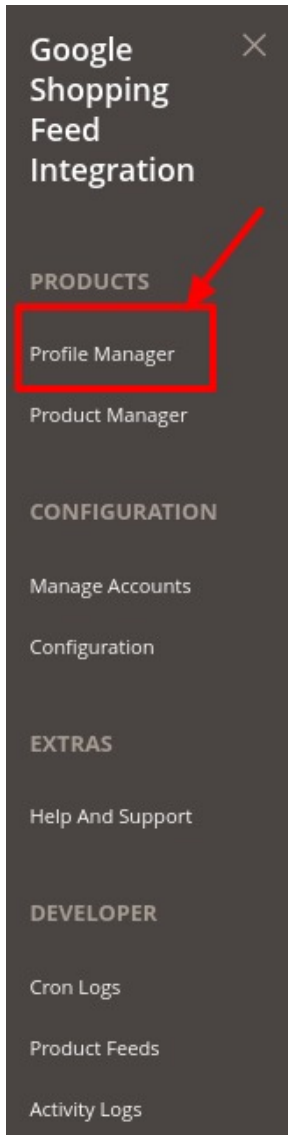 Google
Shopping
Feed
Integration
PRODUCTS
Profile Manager
Product Manager
CONFIGURATION
Manage Accounts
Configuration
EXTRAS
Help And Support
DEVELOPER
Cron Logs
Product Feeds
Activity Logs